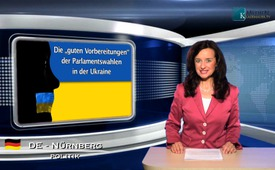 Die „guten Vorbereitungen"
der Parlamentswahlen
in der Ukraine
DE - NÜRNBERG
POLITIK
K